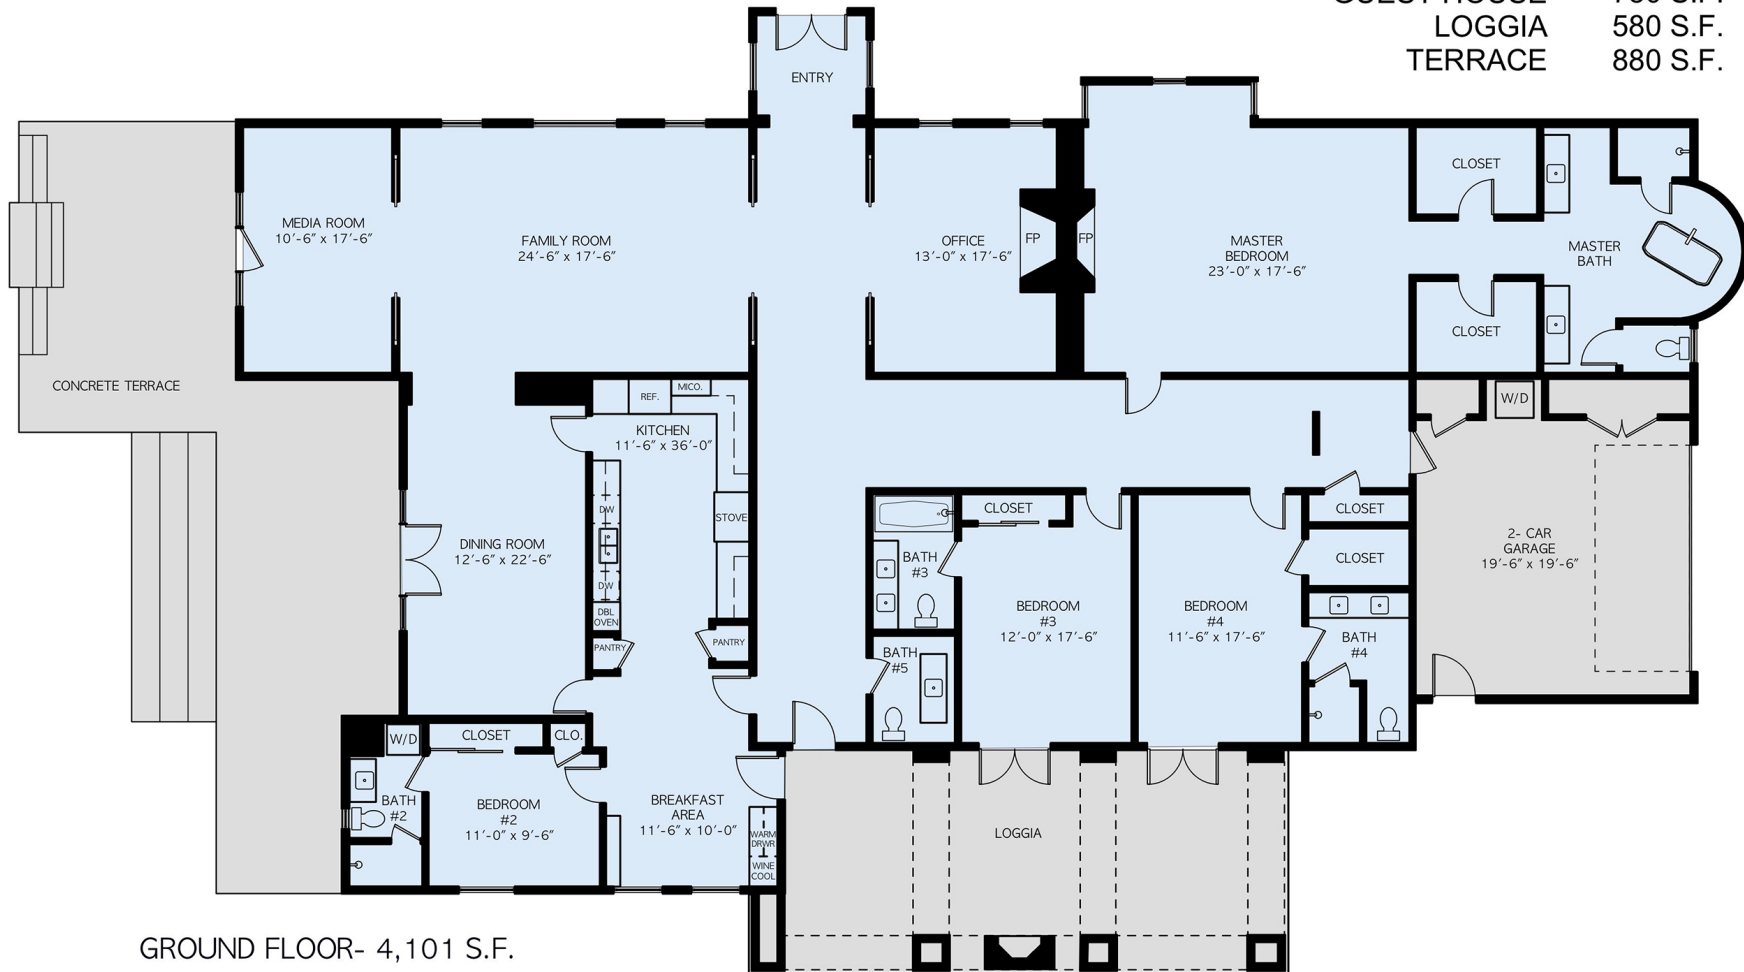 GUEST HOUSE 760 S.F.
LOGGIA 580 S.F.
TERRACE 880 S.F.
ENTRY
MEDIA ROOM
10'-6" x 17'-6"
FAMILY ROOM
24'-6" x 17'-6"
OFFICE
13'-0" x 17'-6"
FP
FP
MASTER
BEDROOM
23'-0" x 17'-6"
CLOSET
CLOSET
MASTER
BATH
CONCRETE TERRACE
REF.
MICO.
KITCHEN
11'-6" x 36'-0"
DW
STOVE
DW
DBL
OVEN
PANTRY
PANTRY
DINING ROOM
12'-6" x 22'-6"
W/D
CLOSET
CLO.
BATH
#2
BEDROOM
#2
11'-0" x 9'-6"
BREAKFAST
AREA
11'-6" x 10'-0"
WARM
DRWR
WINE
COOL
BATH
#3
BATH
#5
CLOSET
BEDROOM
#3
12'-0" x 17'-6"
BEDROOM
#4
11'-6" x 17'-6"
CLOSET
CLOSET
BATH
#4
W/D
2- CAR
GARAGE
19'-6" x 19'-6"
LOGGIA
GROUND FLOOR- 4,101 S.F.